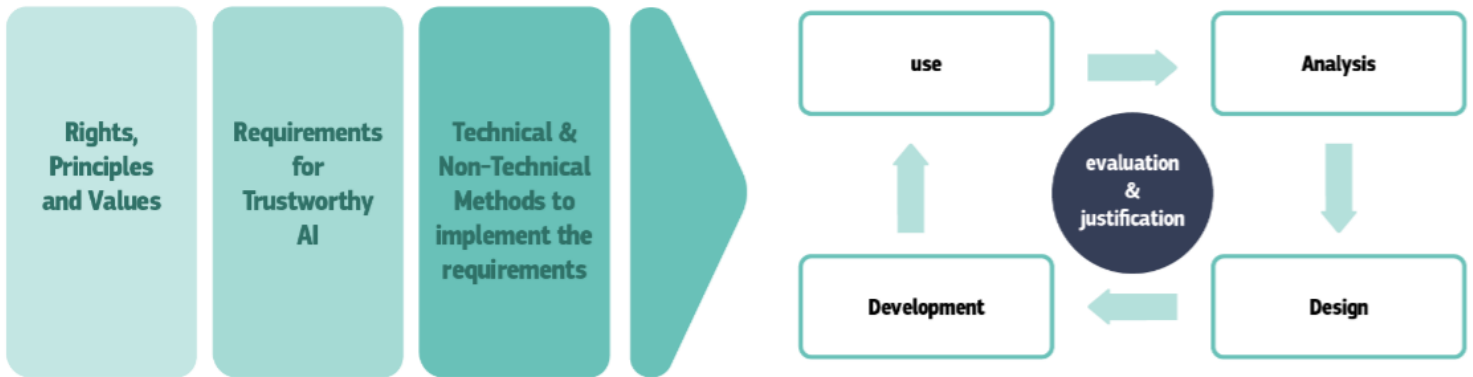 Rights,
Principles
and Values
Requirements
for
Trustworthy
AI
Technical &
Non-Technical
Methods to
implement the
requirements
use
Analysis
evaluation
&
justification
Development
Design